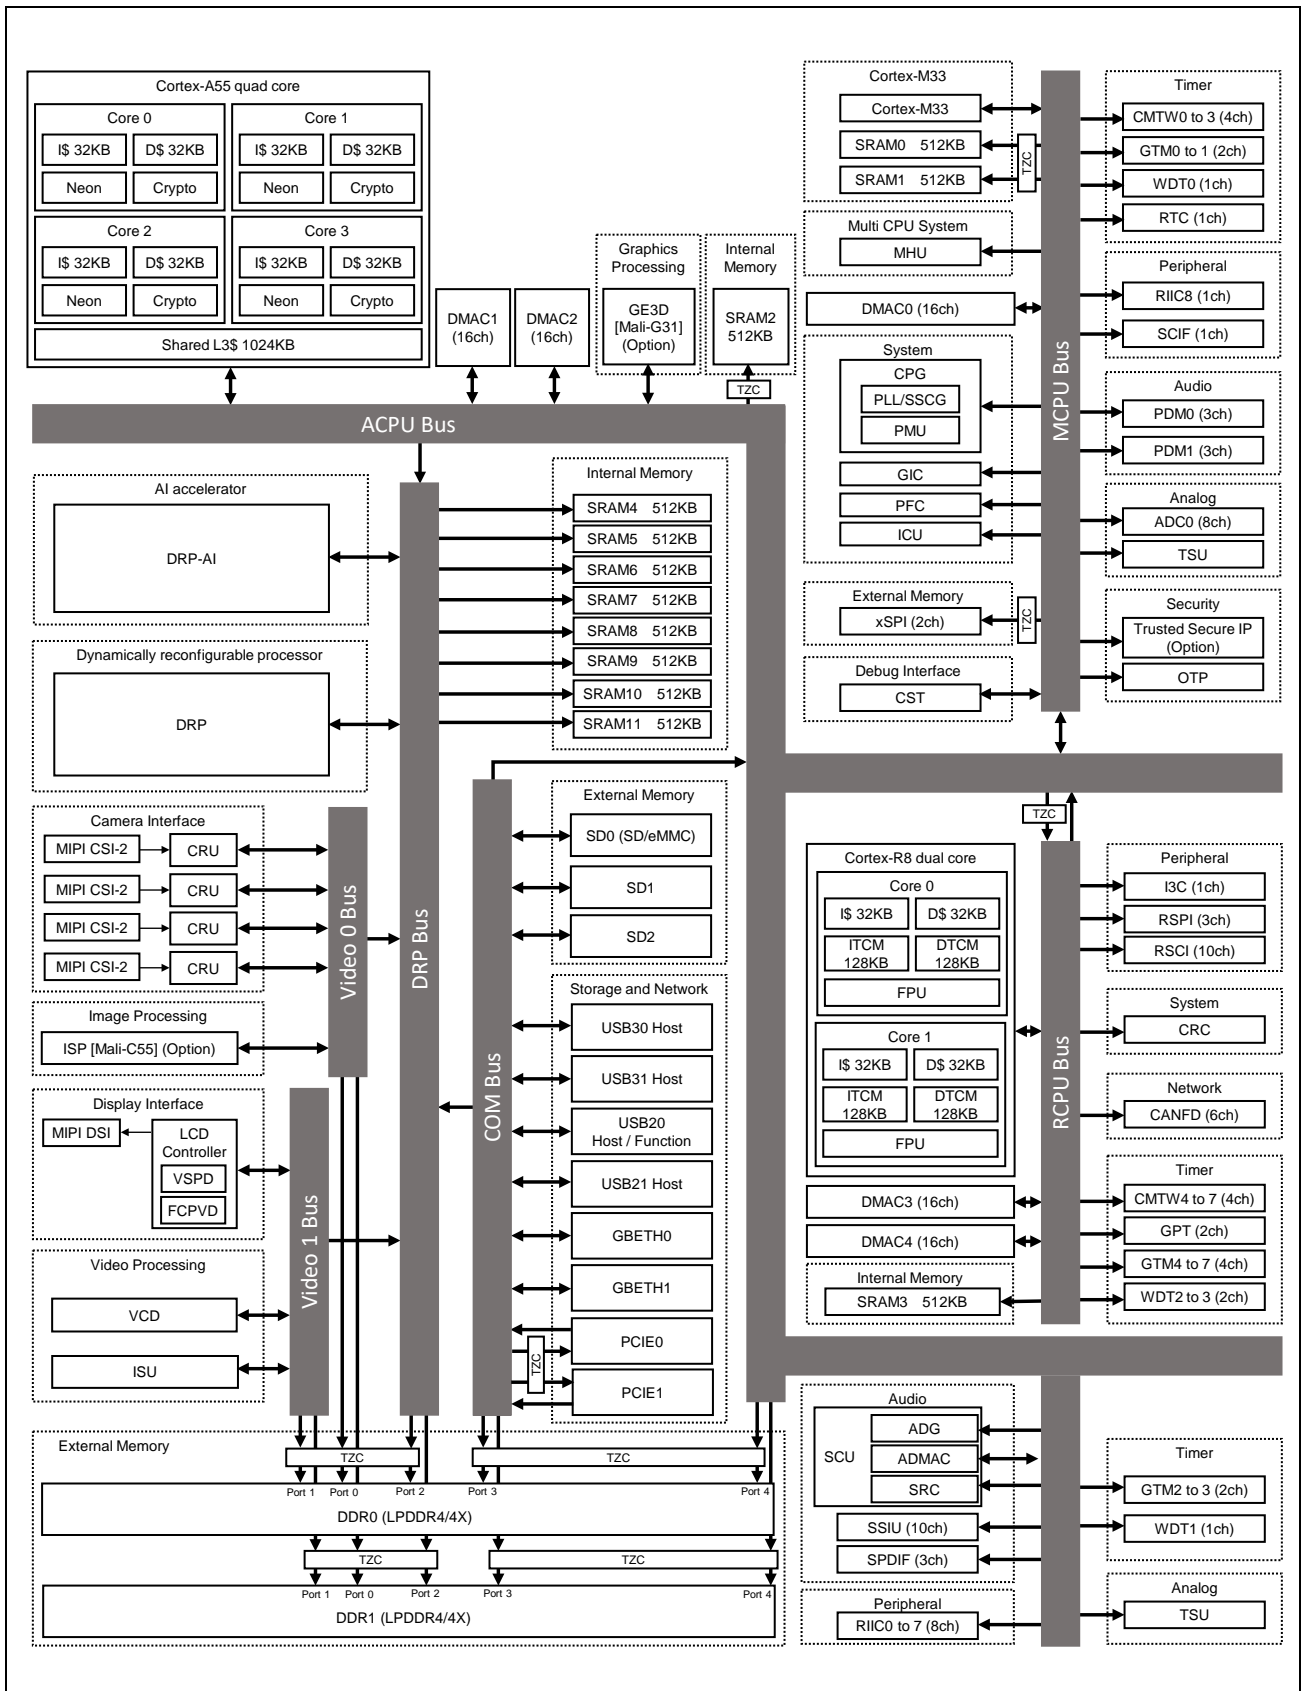 Cortex-A55 quad core
Core 0
I$ 32KB
D$ 32KB
Neon
Crypto
Core 1
I$ 32KB
D$ 32KB
Neon
Crypto
Core 2
I$ 32KB
D$ 32KB
Neon
Crypto
Core 3
I$ 32KB
D$ 32KB
Neon
Crypto
Shared L3$ 1024KB
DMAC1
(16ch)
DMAC2
(16ch)
Graphics
Processing
GE3D
[Mali-G31]
(Option)
Internal
Memory
SRAM2
512KB
TZC
ACPU Bus
AI accelerator
DRP-AI
Dynamically reconfigurable processor
DRP
DRP Bus
Internal Memory
SRAM4 512KB
SRAM5 512KB
SRAM6 512KB
SRAM7 512KB
SRAM8 512KB
SRAM9 512KB
SRAM10 512KB
SRAM11 512KB
Camera Interface
MIPI CSI-2
CRU
MIPI CSI-2
CRU
MIPI CSI-2
CRU
MIPI CSI-2
CRU
Image Processing
ISP [Mali-C55] (Option)
Video 0 Bus
Display Interface
MIPI DSI
LCD
Controller
VSPD
FCPVD
Video Processing
VCD
ISU
Video 1 Bus
COM Bus
External Memory
SD0 (SD/eMMC)
SD1
SD2
Storage and Network
USB30 Host
USB31 Host
USB20
Host / Function
USB21 Host
GBETH0
GBETH1
PCIE0
TZC
PCIE1
External Memory
TZC
TZC
Port 1
Port 0
Port 2
Port 3
Port 4
DDR0 (LPDDR4/4X)
TZC
TZC
Port 1
Port 0
Port 2
Port 3
Port 4
DDR1 (LPDDR4/4X)
Cortex-M33
Cortex-M33
SRAM0 512KB
SRAM1 512KB
TZC
Multi CPU System
MHU
DMAC0 (16ch)
System
CPG
PLL/SSCG
PMU
GIC
PFC
ICU
External Memory
xSPI (2ch)
TZC
Debug Interface
CST
MCPU Bus
Timer
CMTW0 to 3 (4ch)
GTM0 to 1 (2ch)
WDT0 (1ch)
RTC (1ch)
Peripheral
RIIC8 (1ch)
SCIF (1ch)
Audio
PDM0 (3ch)
PDM1 (3ch)
Analog
ADC0 (8ch)
TSU
Security
Trusted Secure IP
(Option)
OTP
TZC
Cortex-R8 dual core
Core 0
I$ 32KB
D$ 32KB
ITCM
128KB
DTCM
128KB
FPU
Core 1
I$ 32KB
D$ 32KB
ITCM
128KB
DTCM
128KB
FPU
DMAC3 (16ch)
DMAC4 (16ch)
Internal Memory
SRAM3 512KB
RCPU Bus
Peripheral
I3C (1ch)
RSPI (3ch)
RSCI (10ch)
System
CRC
Network
CANFD (6ch)
Timer
CMTW4 to 7 (4ch)
GPT (2ch)
GTM4 to 7 (4ch)
WDT2 to 3 (2ch)
Audio
SCU
ADG
ADMAC
SRC
SSIU (10ch)
SPDIF (3ch)
Peripheral
RIIC0 to 7 (8ch)
Timer
GTM2 to 3 (2ch)
WDT1 (1ch)
Analog
TSU